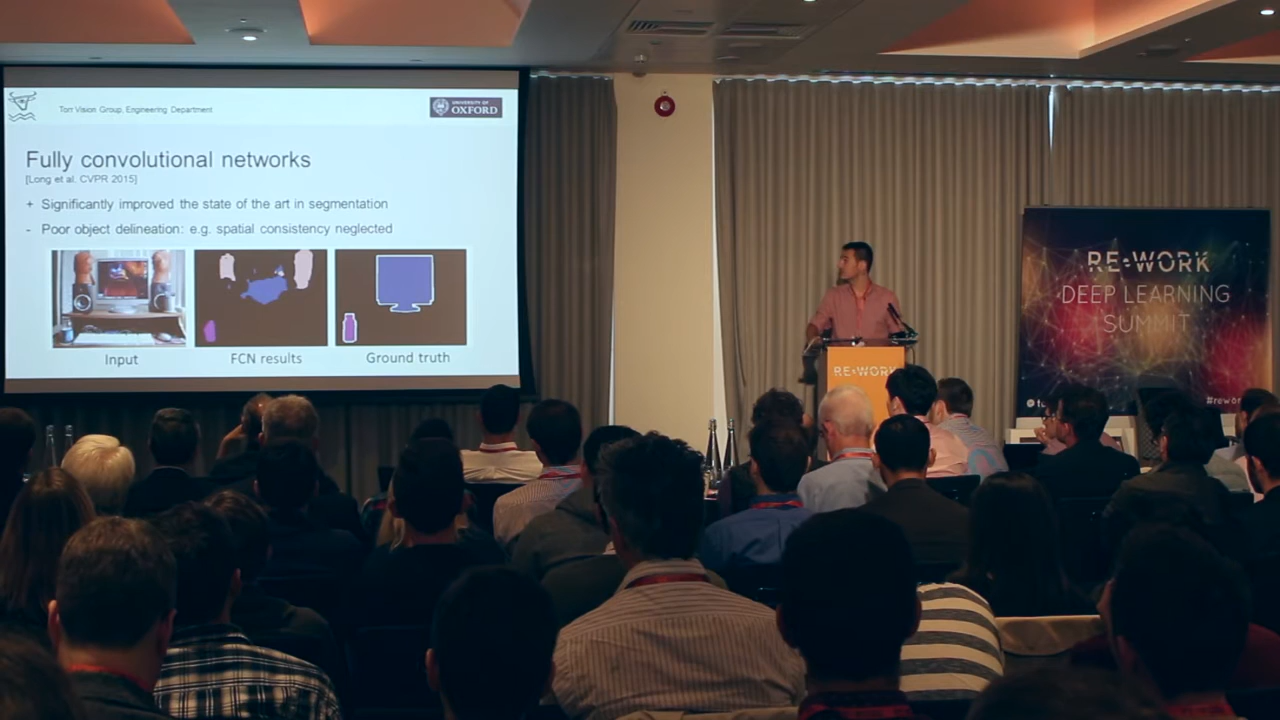 Torr Vision Group, Engineering Department
UNIVERSITY OF
OXFORD
Fully convolutional networks
[Long et al, CVPR 2015]
+ Significantly improved the state of the art in segmentation
- Poor object delineation: e.g. spatial consistency neglected
Input
FCN results
Ground truth
RE•WORK
RE•WORK
DEEP LEARNING
SUMMIT